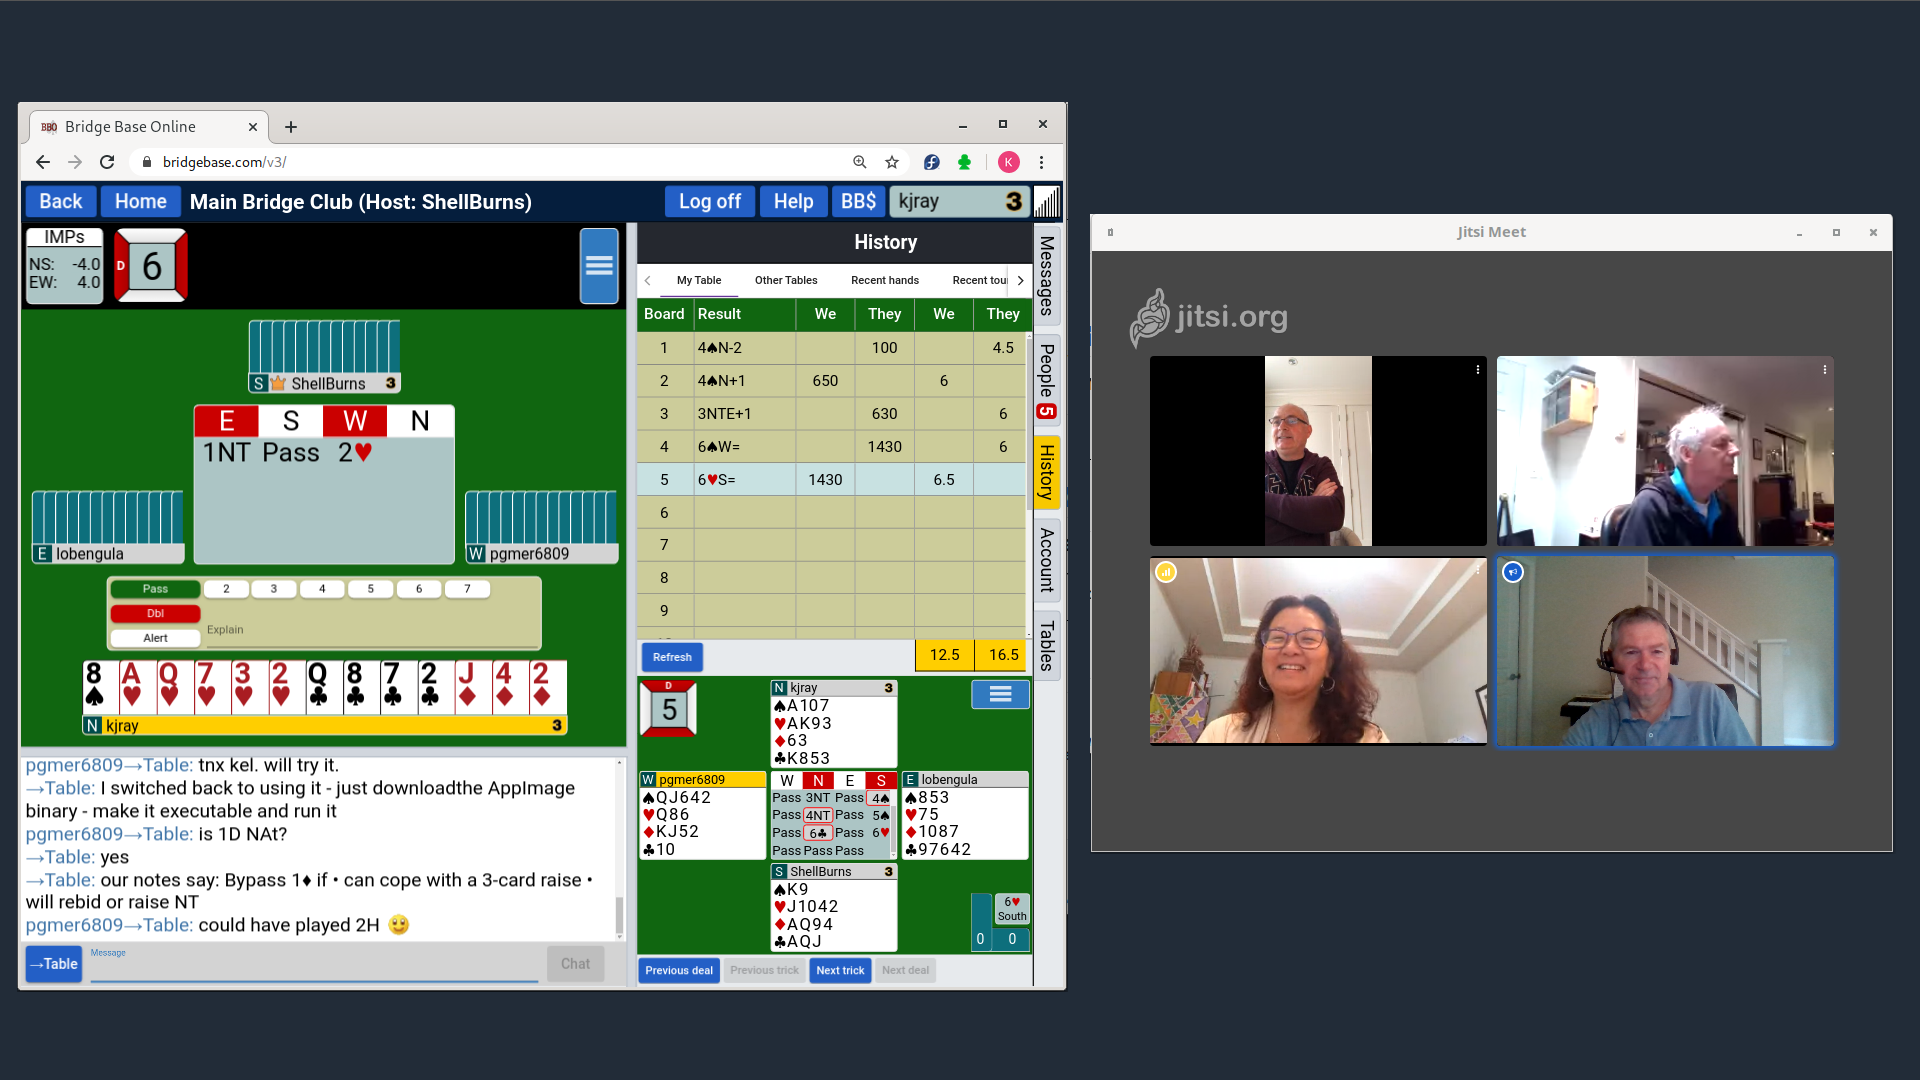 BBO Bridge Base Online
bridgebase.com/v3/
K
Back Home Main Bridge Club (Host: ShellBurns) Log off Help BB$ kjray 3
IMPs
NS: -4.0
EW: 4.0
D 6
S ShellBurns 3
E S W N
1NT Pass 2♥
E lobengula
W pgmer6809
Pass 2 3 4 5 6 7
Dbl
Alert Explain
8♠ A♥ Q♥ 7♥ 3♥ 2♥ Q♣ 8♣ 7♣ 2♣ J♦ 4♦ 2♦
N kjray 3
pgmer6809→Table: tnx kel. will try it.
→Table: I switched back to using it - just downloadthe AppImage
binary - make it executable and run it
pgmer6809→Table: is 1D NAt?
→Table: yes
→Table: our notes say: Bypass 1♦ if • can cope with a 3-card raise •
will rebid or raise NT
pgmer6809→Table: could have played 2H
→Table Message Chat
History
My Table Other Tables Recent hands Recent tou
Board Result We They We They
1 4♠N-2 100 4.5
2 4♠N+1 650 6
3 3NTE+1 630 6
4 6♠W= 1430 6
5 6♥S= 1430 6.5
6
7
8
9
Refresh 12.5 16.5
D
5
N kjray 3
♠A107
♥AK93
♦63
♣K853
W pgmer6809
♠QJ642
♥Q86
♦KJ52
♣10
W N E S
Pass 3NT Pass 4♠
Pass 4NT Pass 5♠
Pass 6♣ Pass 6♥
Pass Pass Pass
E lobengula
♠853
♥75
♦1087
♣97642
S ShellBurns 3
♠K9
♥J1042
♦AQ94
♣AQJ
6♥
South
0 0
Previous deal Previous trick Next trick Next deal
Messages
People 5
History
Account
Tables
Jitsi Meet
jitsi.org